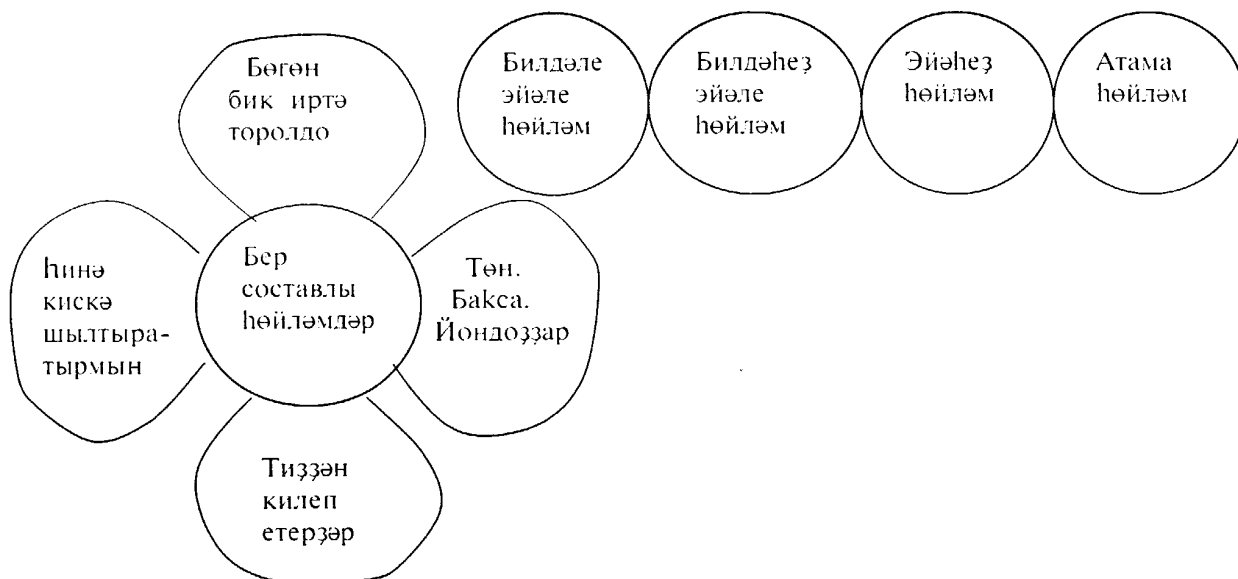 Бөгөн
бик иртә
торолдо
Билдәле
эйәле
һөйләм
Билдәһеҙ
эйәле
һөйләм
Эйәһеҙ
һөйләм
Атама
һөйләм
Һинә
кискә
шылтыра-
тырмын
Бер
составлы
һөйләмдәр
Төн.
Баkса.
Йондоҙҙар
Тиҙҙән
килеп
етерҙәр